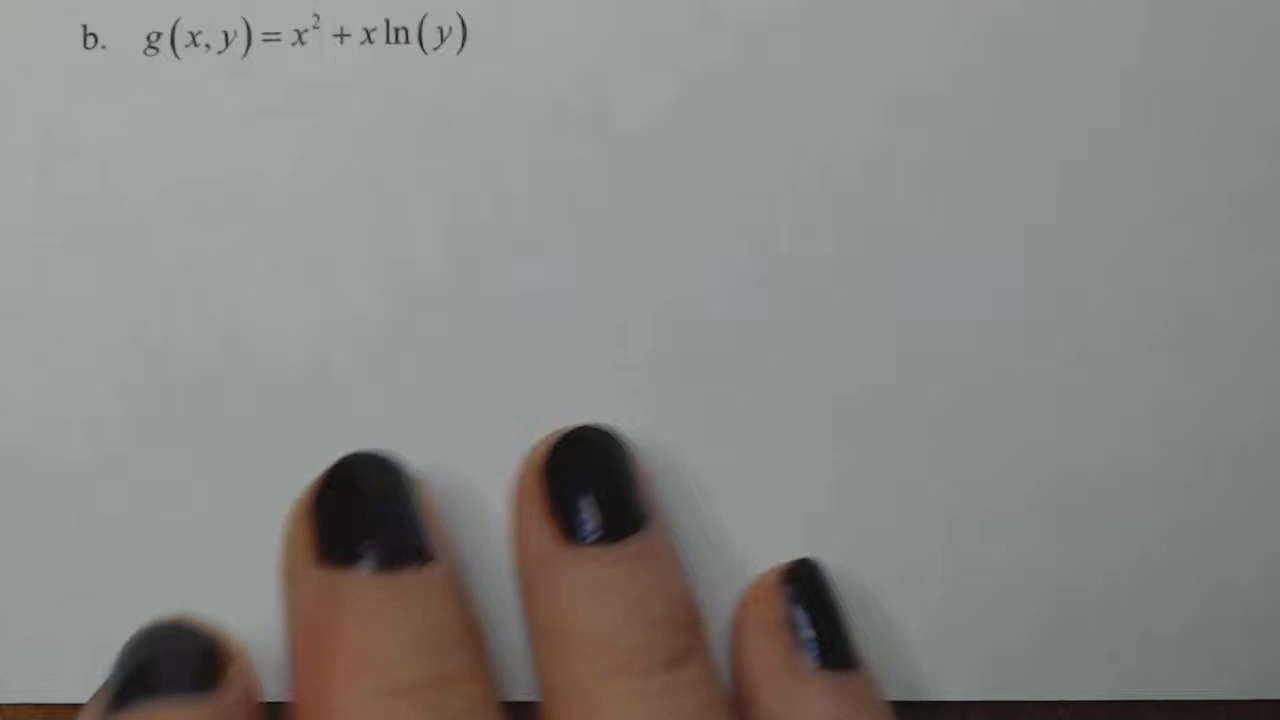 b. g(x, y) = x² + x ln(y)